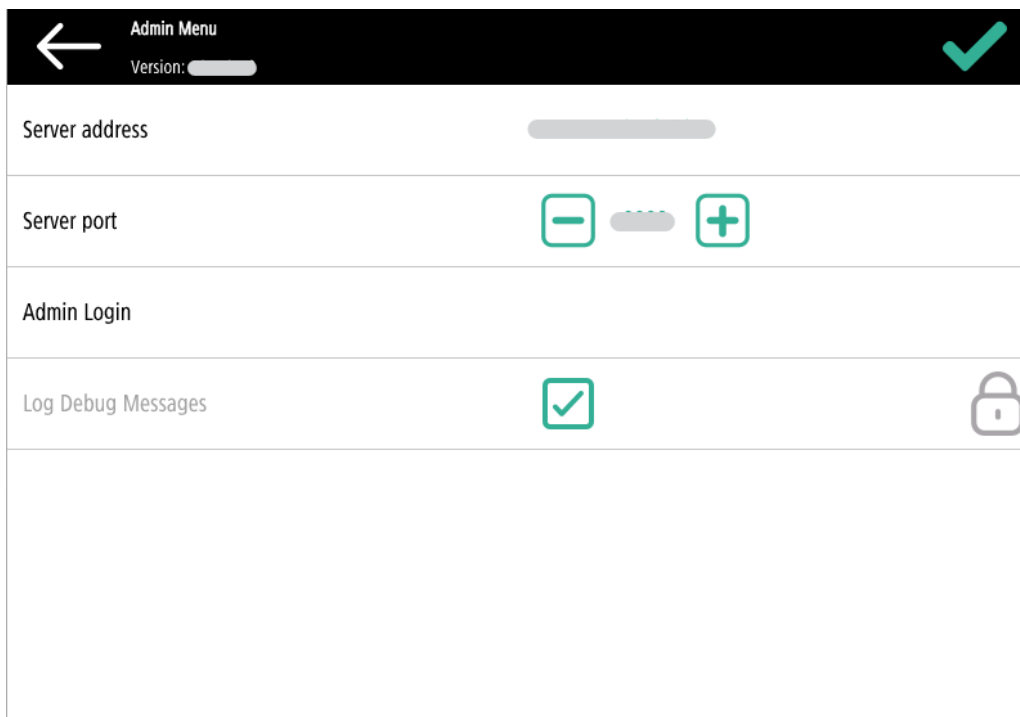 Admin Menu
Version:
Server address
Server port
Admin Login
Log Debug Messages